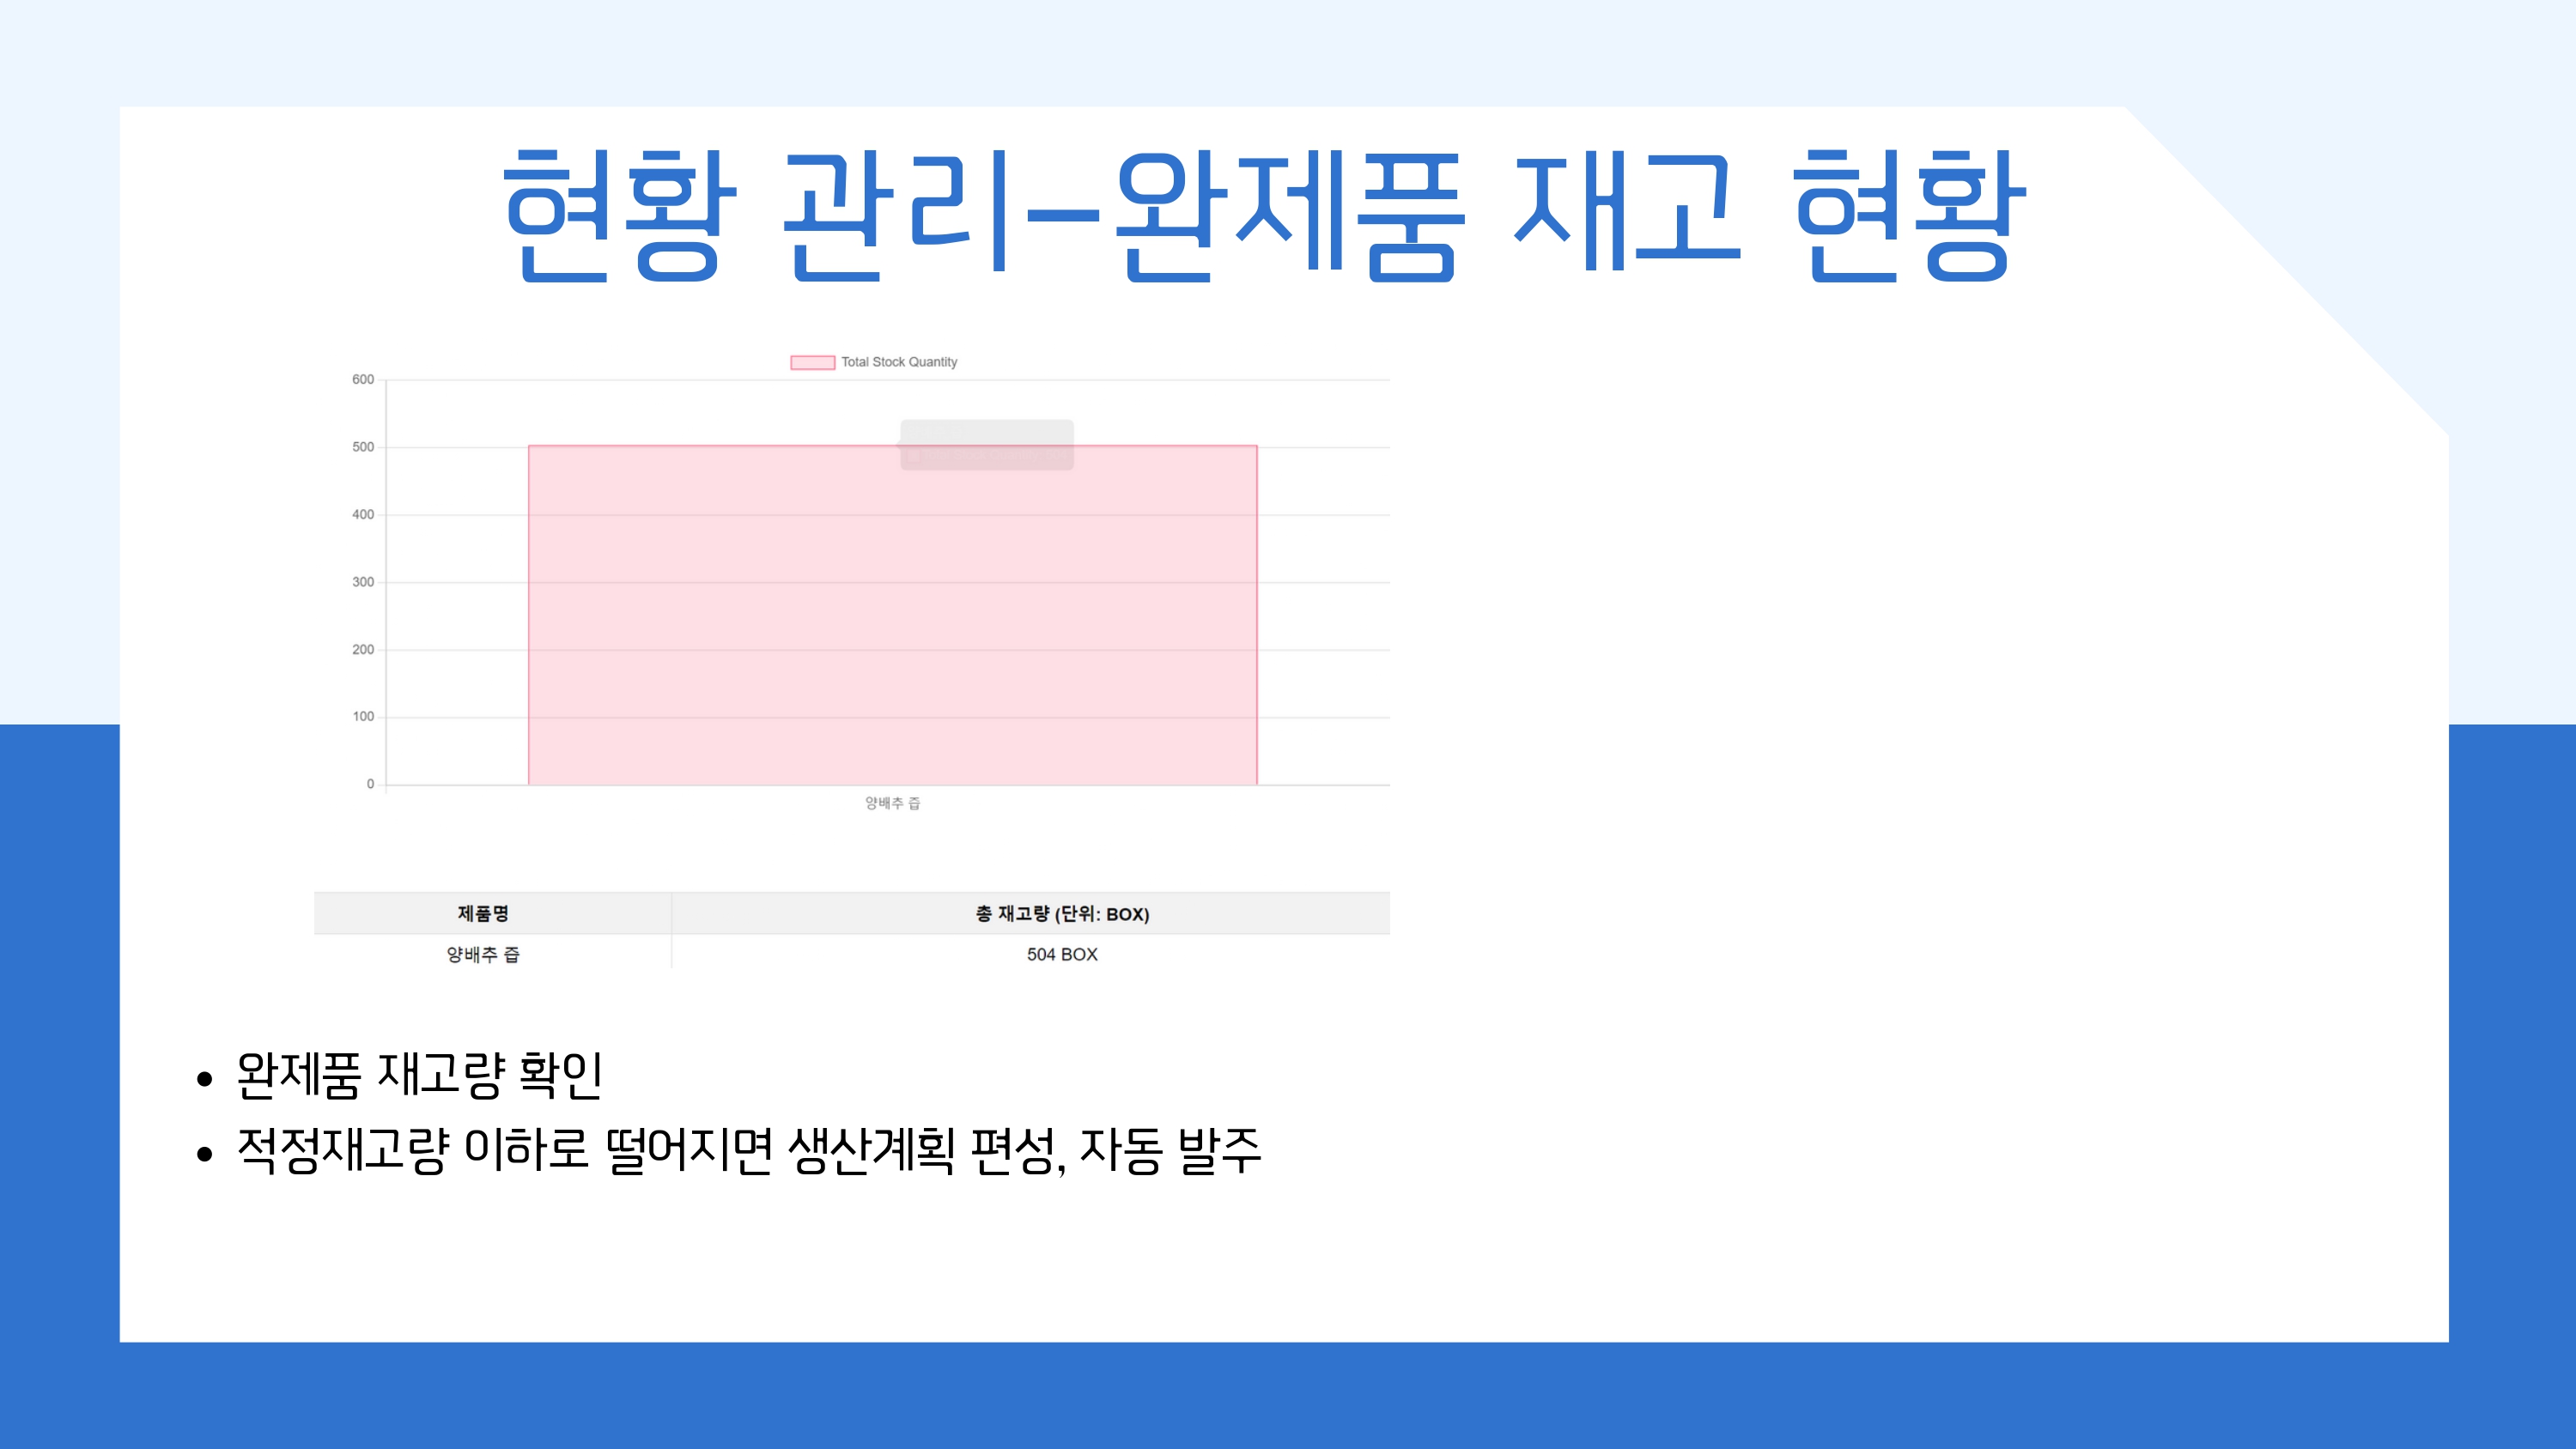 현황 관리-완제품 재고 현황
Total Stock Quantity
600
500
400
300
200
100
0
양배추 즙
제품명 총 재고량 (단위: BOX)
양배추 즙 504 BOX
• 완제품 재고량 확인
• 적정재고량 이하로 떨어지면 생산계획 편성, 자동 발주